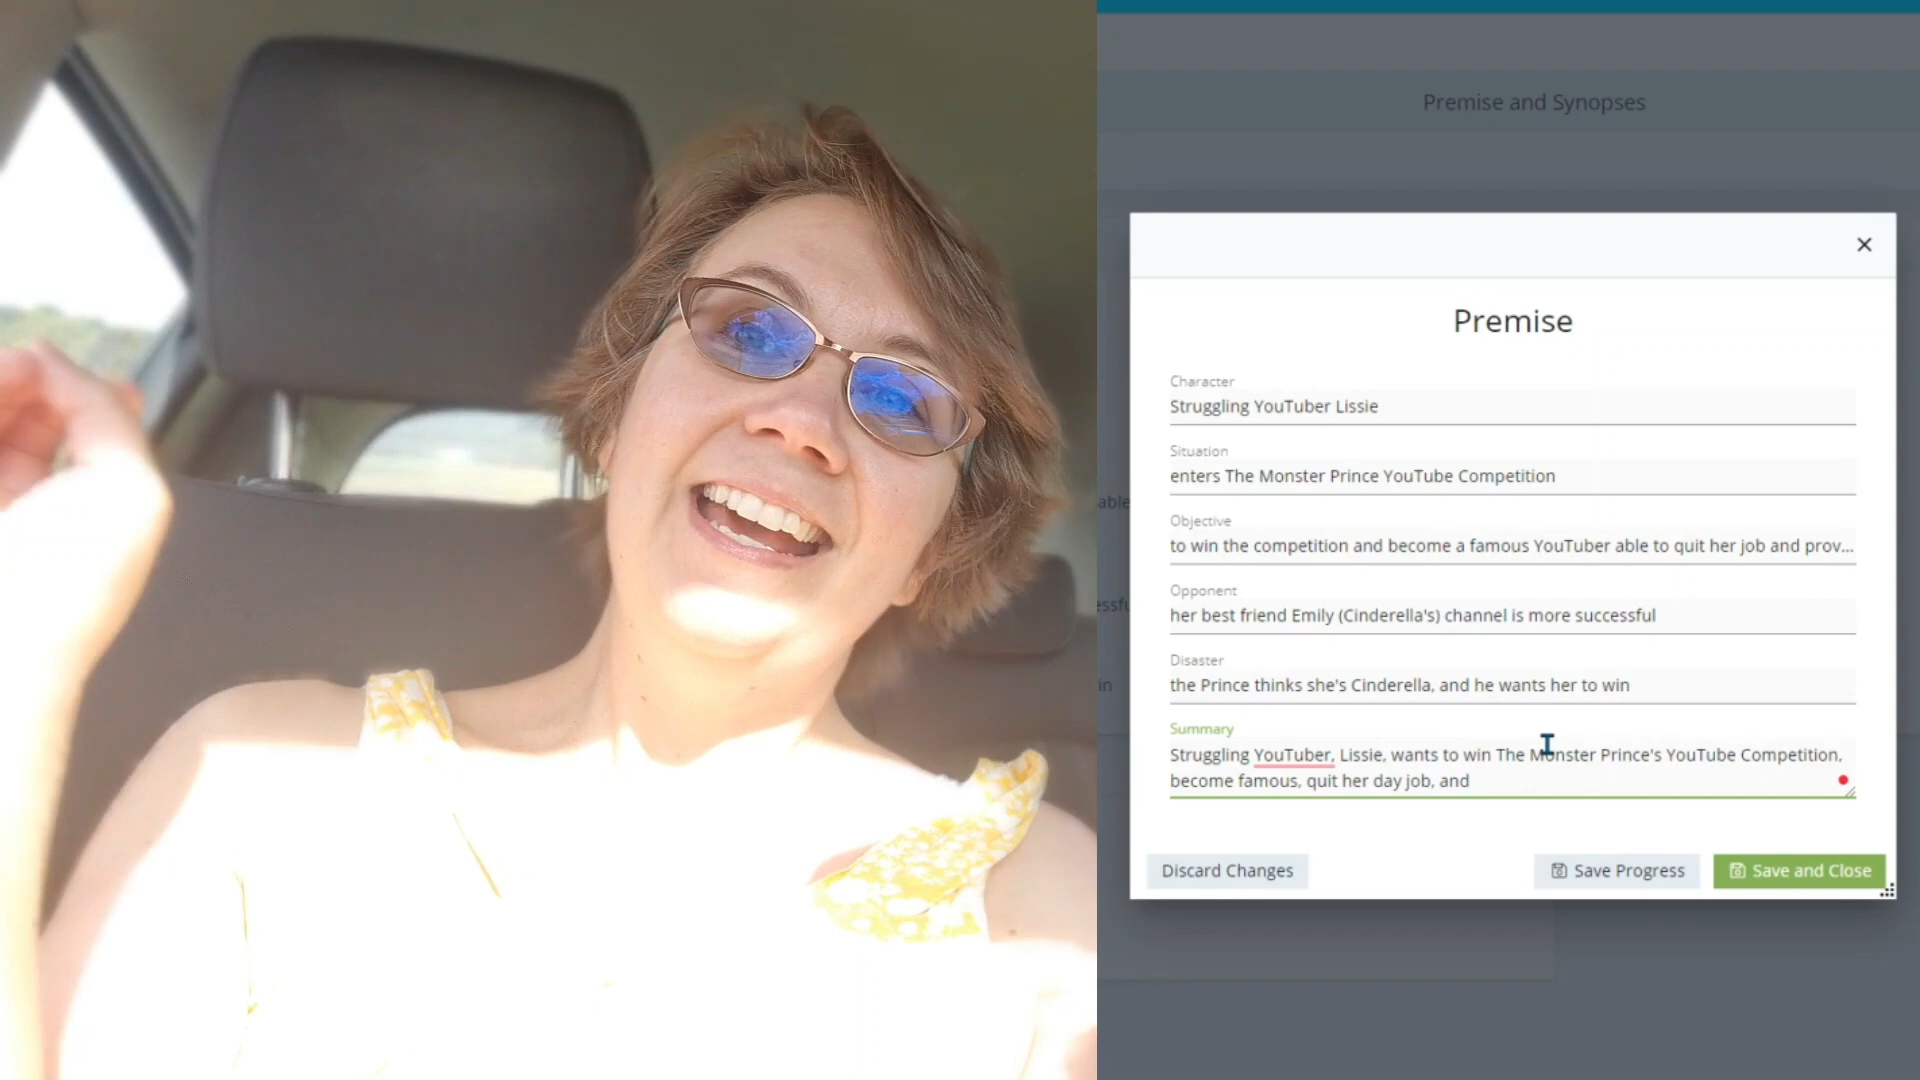 Premise and Synopses
×
Premise
Character
Struggling YouTuber Lissie
Situation
enters The Monster Prince YouTube Competition
Objective
to win the competition and become a famous YouTuber able to quit her job and prov...
Opponent
her best friend Emily (Cinderella's) channel is more successful
Disaster
the Prince thinks she's Cinderella, and he wants her to win
Summary
Struggling YouTuber, Lissie, wants to win The Monster Prince's YouTube Competition,
become famous, quit her day job, and
Discard Changes
Save Progress
Save and Close
able
in